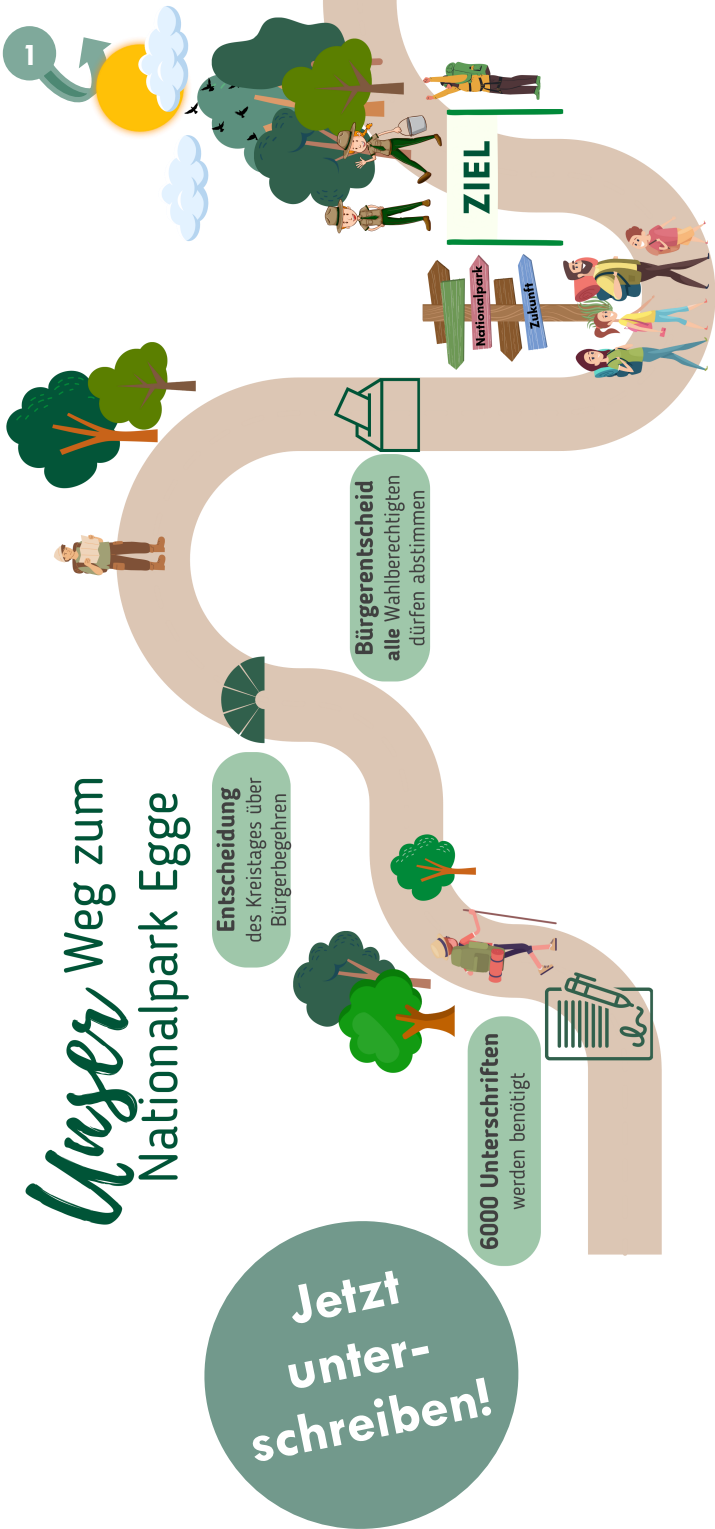 Unser Weg zum
Nationalpark Egge
Jetzt
unter-
schreiben!
6000 Unterschriften
werden benötigt
Entscheidung
des Kreistages über
Bürgerbegehren
Bürgerentscheid
alle Wahlberechtigten
dürfen abstimmen
Nationalpark
Zukunft
ZIEL
1